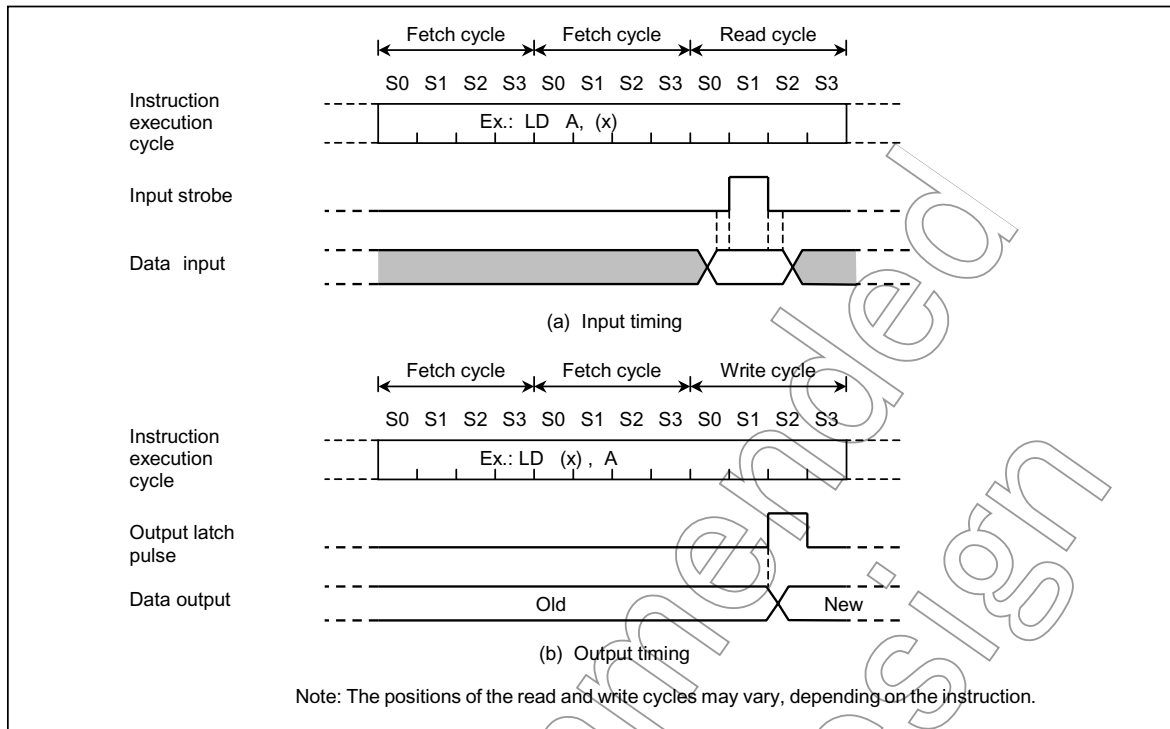 Fetch cycle Fetch cycle Read cycle
S0 S1 S2 S3 S0 S1 S2 S3 S0 S1 S2 S3
Instruction
execution
cycle
Ex.: LD A, (x)
Input strobe
Data input
(a) Input timing
Fetch cycle Fetch cycle Write cycle
S0 S1 S2 S3 S0 S1 S2 S3 S0 S1 S2 S3
Instruction
execution
cycle
Ex.: LD (x) , A
Output latch
pulse
Data output
Old New
(b) Output timing
Note: The positions of the read and write cycles may vary, depending on the instruction.